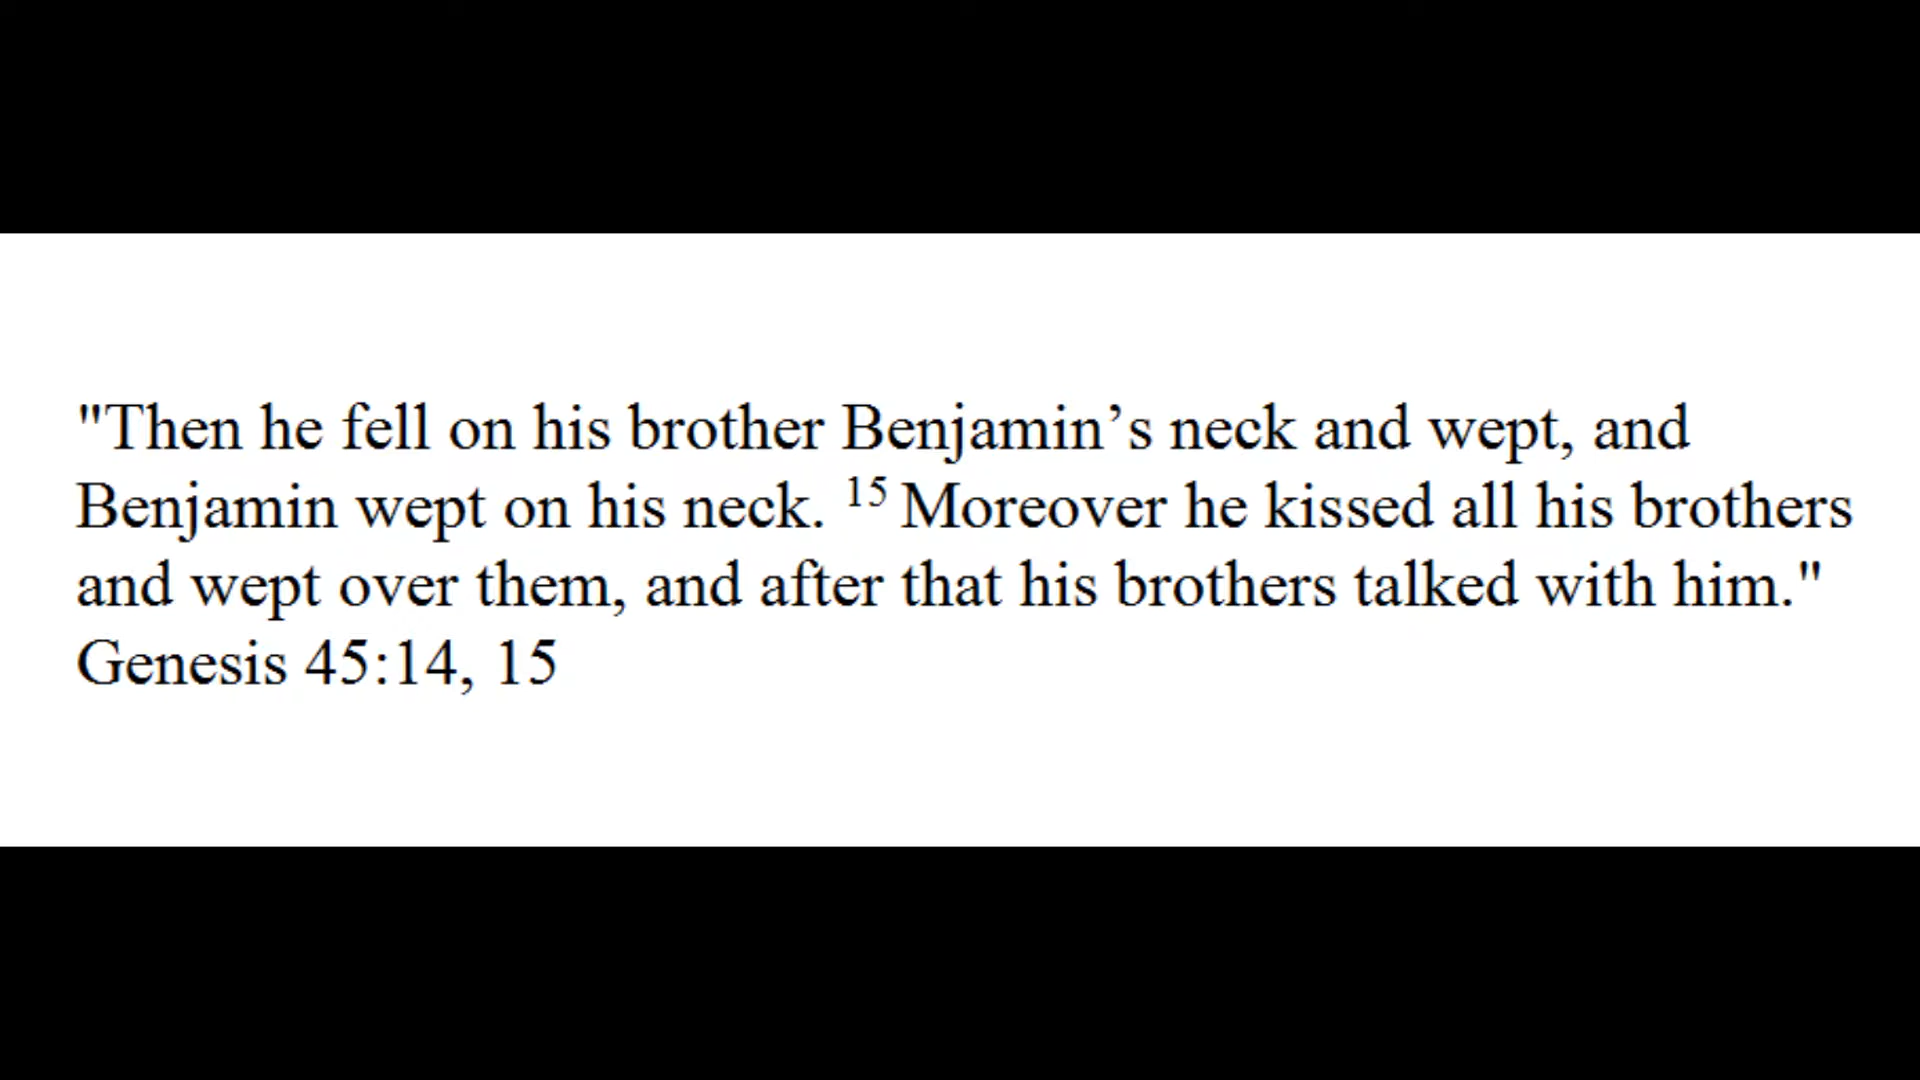 "Then he fell on his brother Benjamin’s neck and wept, and
Benjamin wept on his neck. 15 Moreover he kissed all his brothers
and wept over them, and after that his brothers talked with him."
Genesis 45:14, 15